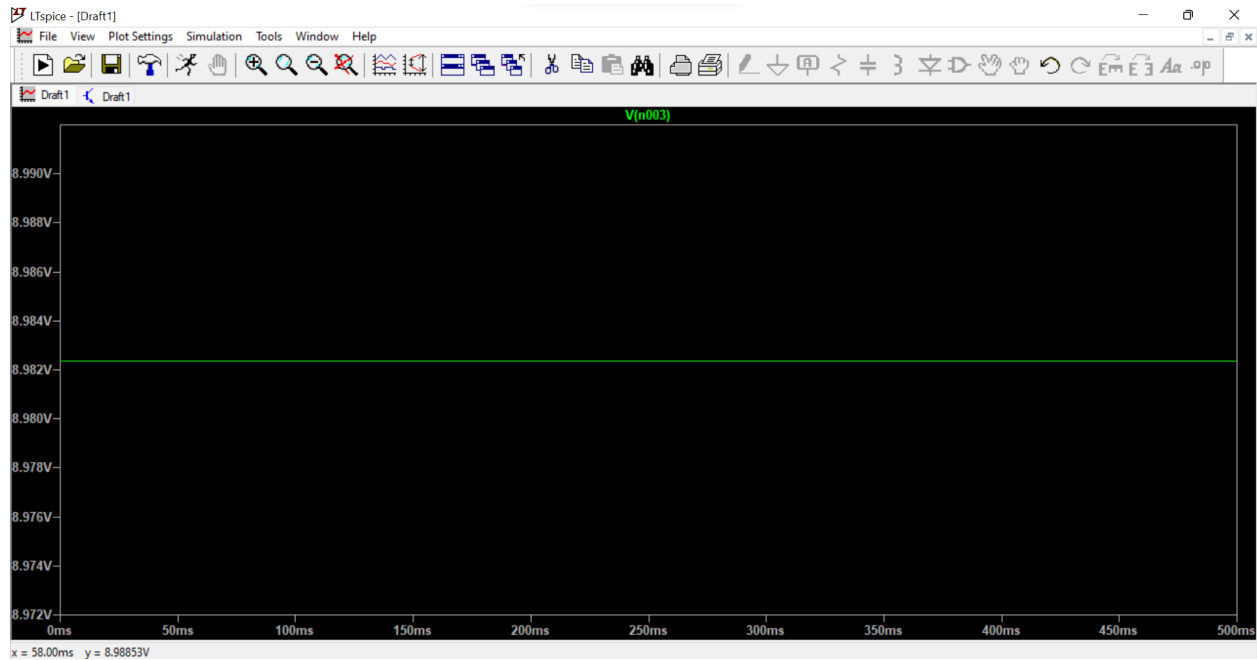 LTspice - [Draft1]
File View Plot Settings Simulation Tools Window Help
Aa .op
Draft1 Draft1
V(n003)
8.990V
8.988V
8.986V
8.984V
8.982V
8.980V
8.978V
8.976V
8.974V
8.972V
0ms 50ms 100ms 150ms 200ms 250ms 300ms 350ms 400ms 450ms 500ms
x = 58.00ms y = 8.98853V